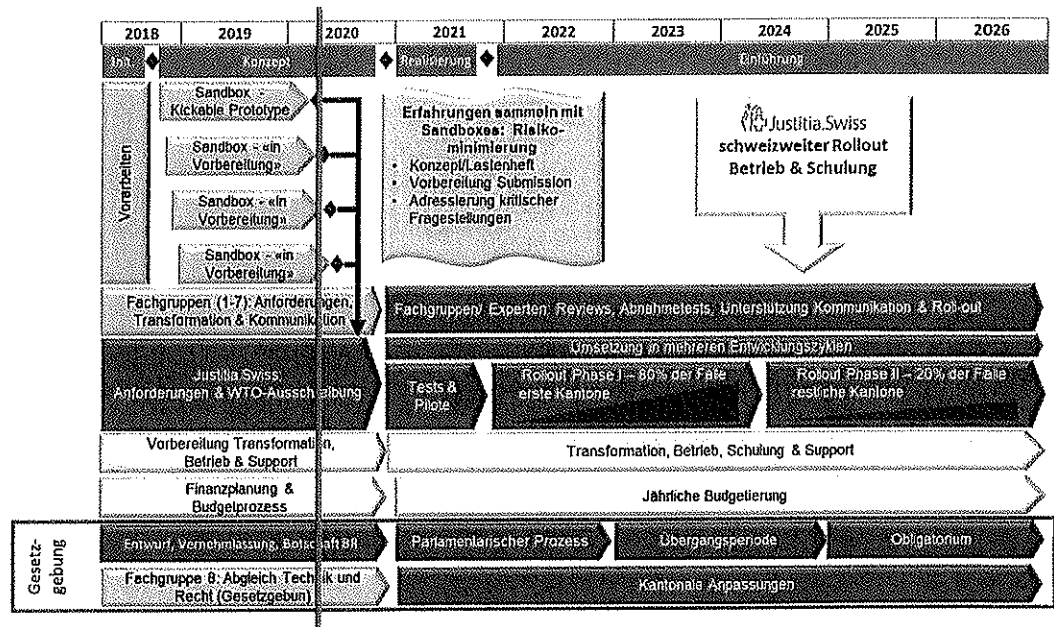 2018 2019 2020 2021 2022 2023 2024 2025 2026
Init Konzept Realisierung Einführung
Vorarbeiten
Sandbox -
Klickable Prototype
Sandbox - «in
Vorbereitung»
Sandbox - «in
Vorbereitung»
Sandbox - «in
Vorbereitung»
Erfahrungen sammeln mit
Sandboxes: Risiko-
minimierung
• Konzept/Lastenheft
• Vorbereitung Submission
• Adressierung kritischer
Fragestellungen
Justitia.Swiss
schweizweiter Rollout
Betrieb & Schulung
Fachgruppen (1-7): Anforderungen,
Transformation & Kommunikation
Fachgruppen/ Experten, Reviews, Abnahmetests, Unterstützung Kommunikation & Roll-out
Umsetzung in mehreren Entwicklungszyklen
Justitia.Swiss
Anforderungen & WTO-Ausschreibung
Tests &
Pilote
Rollout Phase I – 80% der Fälle
erste Kantone
Rollout Phase II – 20% der Fälle
restliche Kantone
Vorbereitung Transformation,
Betrieb & Support
Transformation, Betrieb, Schulung & Support
Finanzplanung &
Budgetprozess
Jährliche Budgetierung
Gesetz-
gebung
Entwurf, Vernehmlassung, Botschaft BR
Parlamentarischer Prozess
Übergangsperiode
Obligatorium
Fachgruppe 8: Abgleich Technik und
Recht (Gesetzgebun)
Kantonale Anpassungen